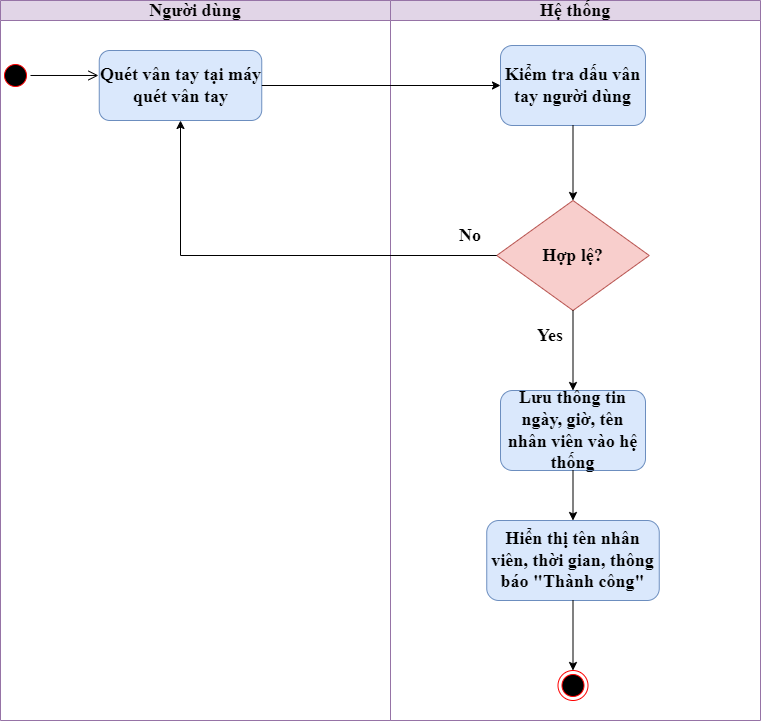 Người dùng
Hệ thống
Quét vân tay tại máy
quét vân tay
Kiểm tra dấu vân
tay người dùng
No
Hợp lệ?
Yes
Lưu thông tin
ngày, giờ, tên
nhân viên vào hệ
thống
Hiển thị tên nhân
viên, thời gian, thông
báo "Thành công"